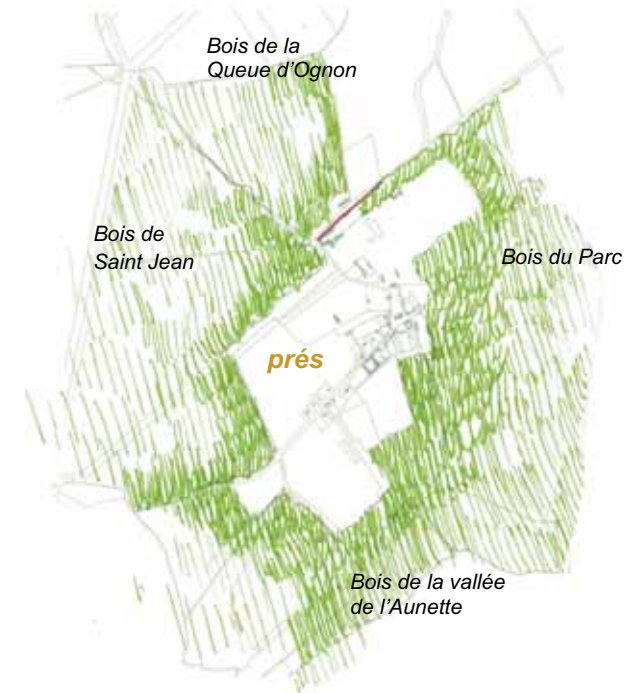 Bois de la
Queue d'Ognon
Bois de
Saint Jean
Bois du Parc
prés
Bois de la vallée
de l'Aunette